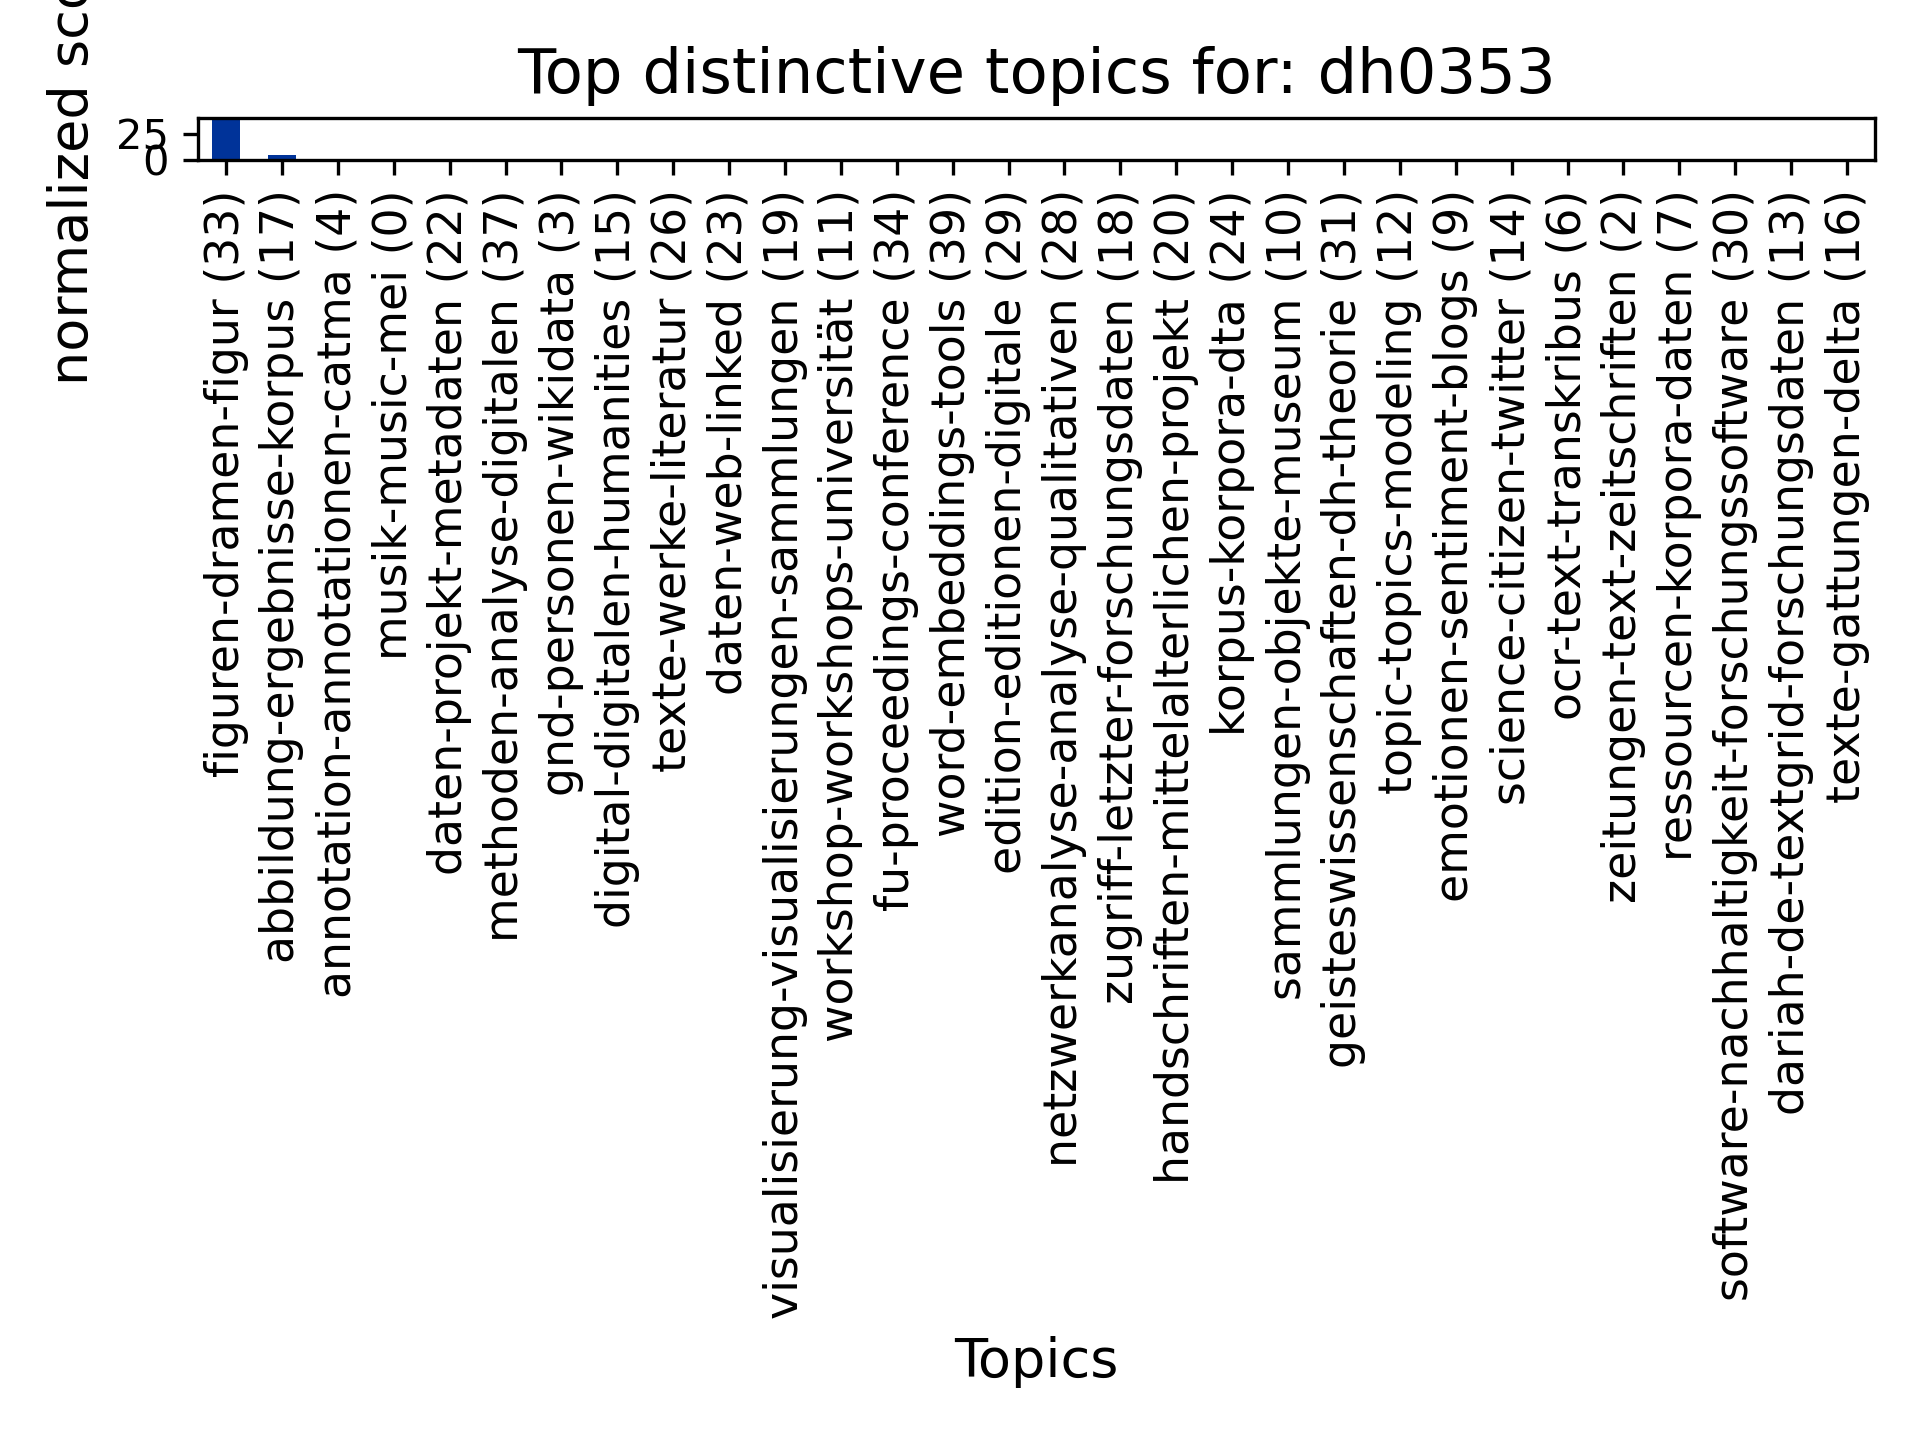 Top distinctive topics for: dh0353
normalized
25
0
figuren-dramen-figur (33)
abbildung-ergebnisse-korpus (17)
annotation-annotationen-catma (4)
musik-music-mei (0)
daten-projekt-metadaten (22)
methoden-analyse-digitalen (37)
gnd-personen-wikidata (3)
digital-digitalen-humanities (15)
texte-werke-literatur (26)
daten-web-linked (23)
visualisierung-visualisierungen-sammlungen (19)
workshop-workshops-universität (11)
fu-proceedings-conference (34)
word-embeddings-tools (39)
edition-editionen-digitale (29)
netzwerkanalyse-analyse-qualitativen (28)
zugriff-letzter-forschungsdaten (18)
handschriften-mittelalterlichen-projekt (20)
korpus-korpora-dta (24)
sammlungen-objekte-museum (10)
geisteswissenschaften-dh-theorie (31)
topic-topics-modeling (12)
emotionen-sentiment-blogs (9)
science-citizen-twitter (14)
ocr-text-transkribus (6)
zeitungen-text-zeitschriften (2)
ressourcen-korpora-daten (7)
software-nachhaltigkeit-forschungssoftware (30)
dariah-de-textgrid-forschungsdaten (13)
texte-gattungen-delta (16)
Topics